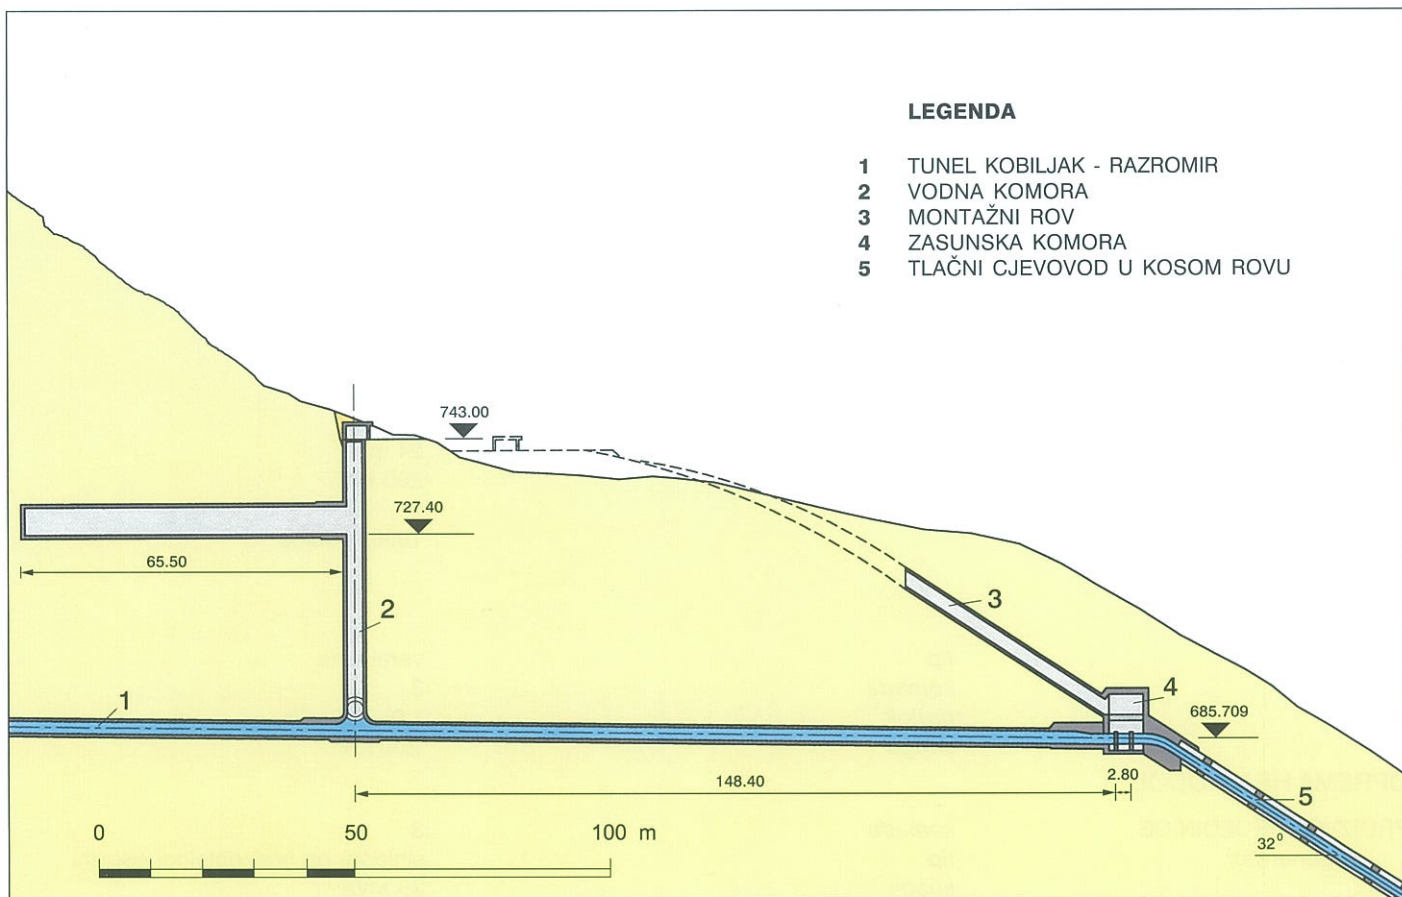 LEGENDA
1 TUNEL KOBILJAK - RAZROMIR
2 VODNA KOMORA
3 MONTAŽNI ROV
4 ZASUNSKA KOMORA
5 TLAČNI CJEVOVOD U KOSOM ROVU
743.00
727.40
65.50
2
3
1
4
685.709
148.40
2.80
5
0 50 100 m
32°